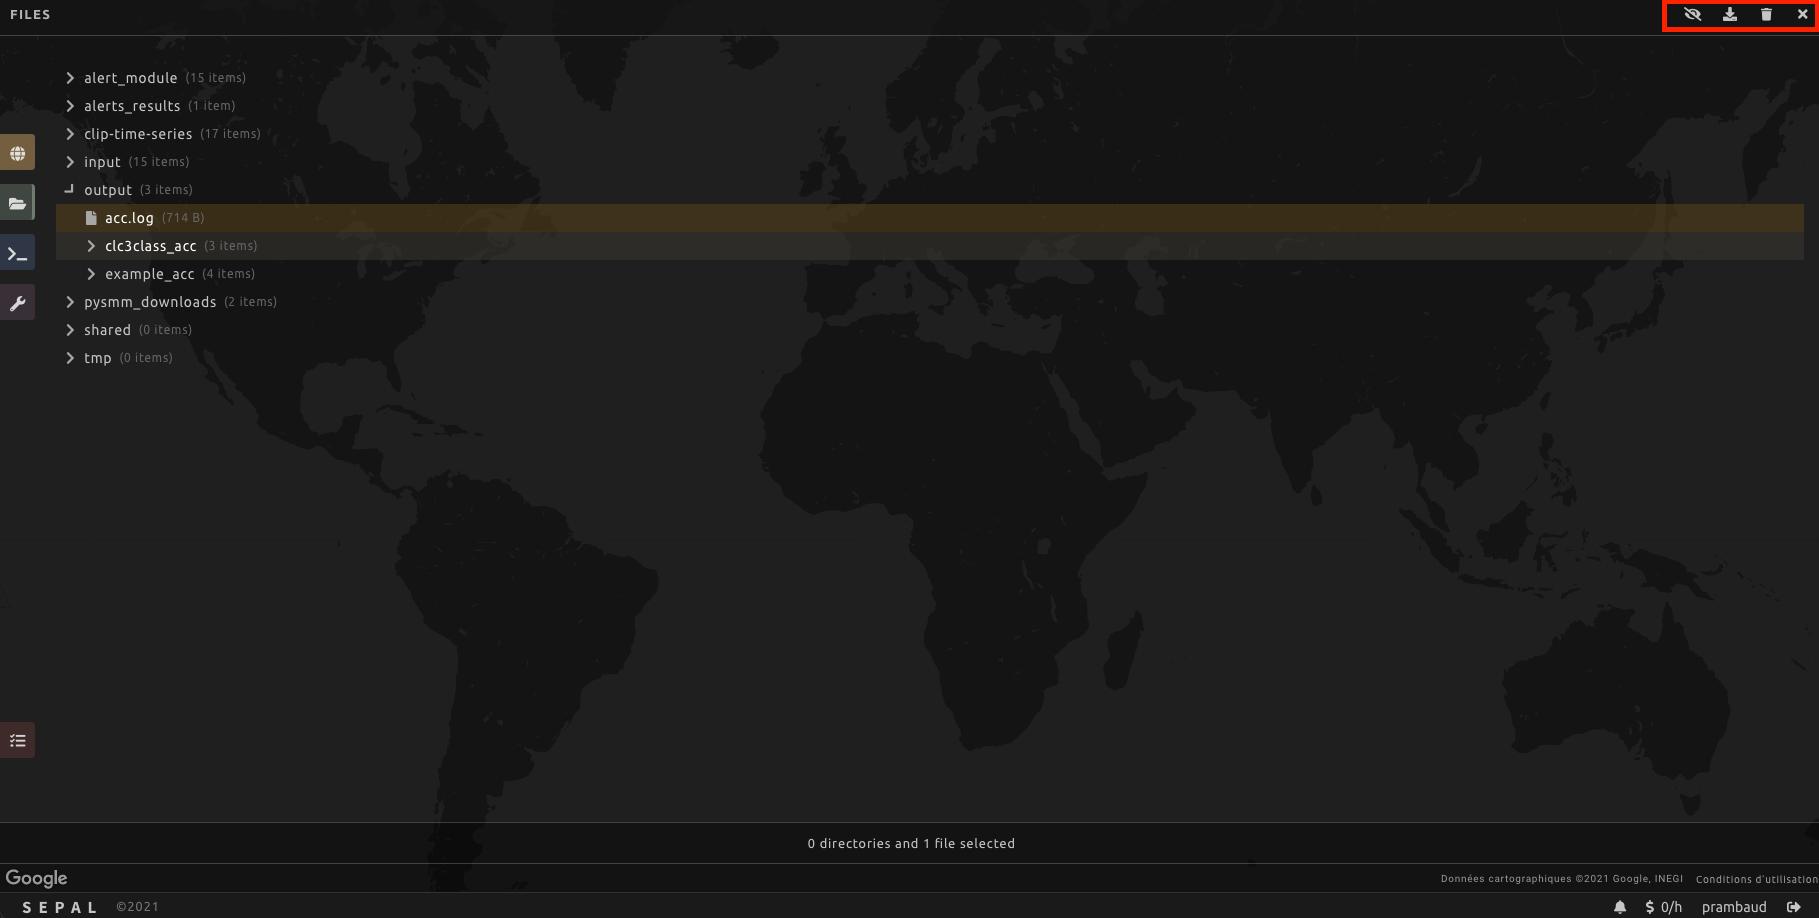 FILES
alert_module (15 items)
alerts_results (1 item)
clip-time-series (17 items)
input (15 items)
output (3 items)
acc.log (714 B)
clc3class_acc (3 items)
example_acc (4 items)
pysmm_downloads (2 items)
shared (0 items)
tmp (0 items)
0 directories and 1 file selected
Google
Données cartographiques ©2021 Google, INEGI Conditions d'utilisation
SEPAL ©2021
$ 0/h prambaud